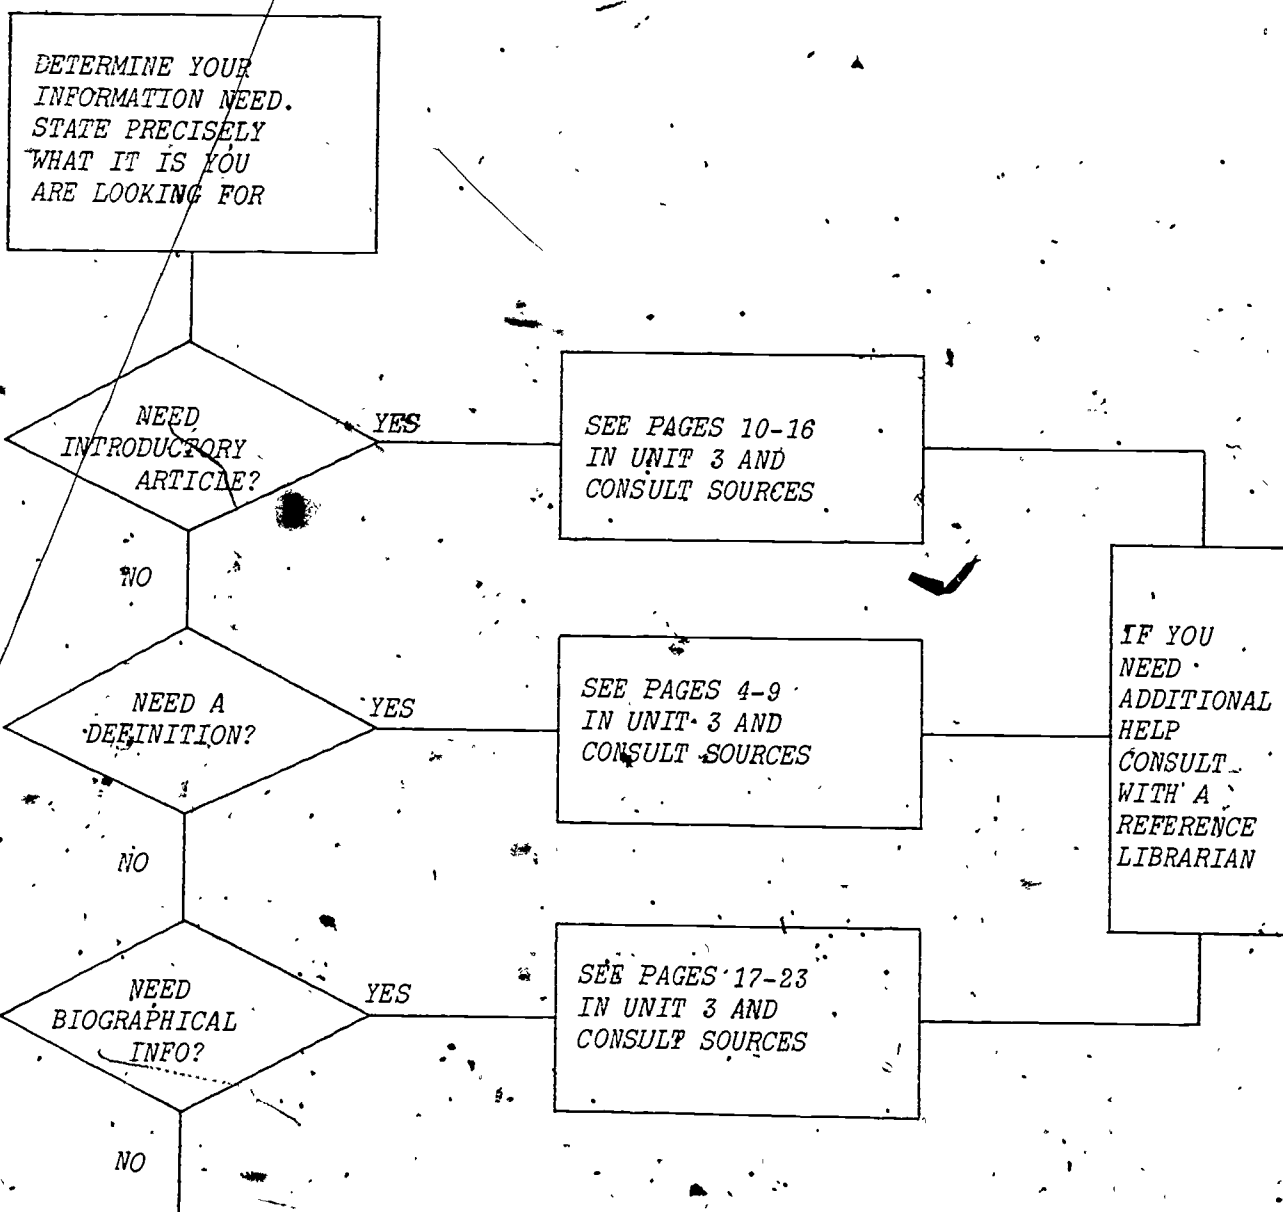 DETERMINE YOUR
INFORMATION NEED.
STATE PRECISELY
WHAT IT IS YOU
ARE LOOKING FOR
NEED
INTRODUCTORY
ARTICLE?
YES
SEE PAGES 10-16
IN UNIT 3 AND
CONSULT SOURCES
NO
NEED A
DEFINITION?
YES
SEE PAGES 4-9
IN UNIT 3 AND
CONSULT SOURCES
IF YOU
NEED
ADDITIONAL
HELP
CONSULT
WITH A
REFERENCE
LIBRARIAN
NO
NEED
BIOGRAPHICAL
INFO?
YES
SEE PAGES 17-23
IN UNIT 3 AND
CONSULT SOURCES
NO